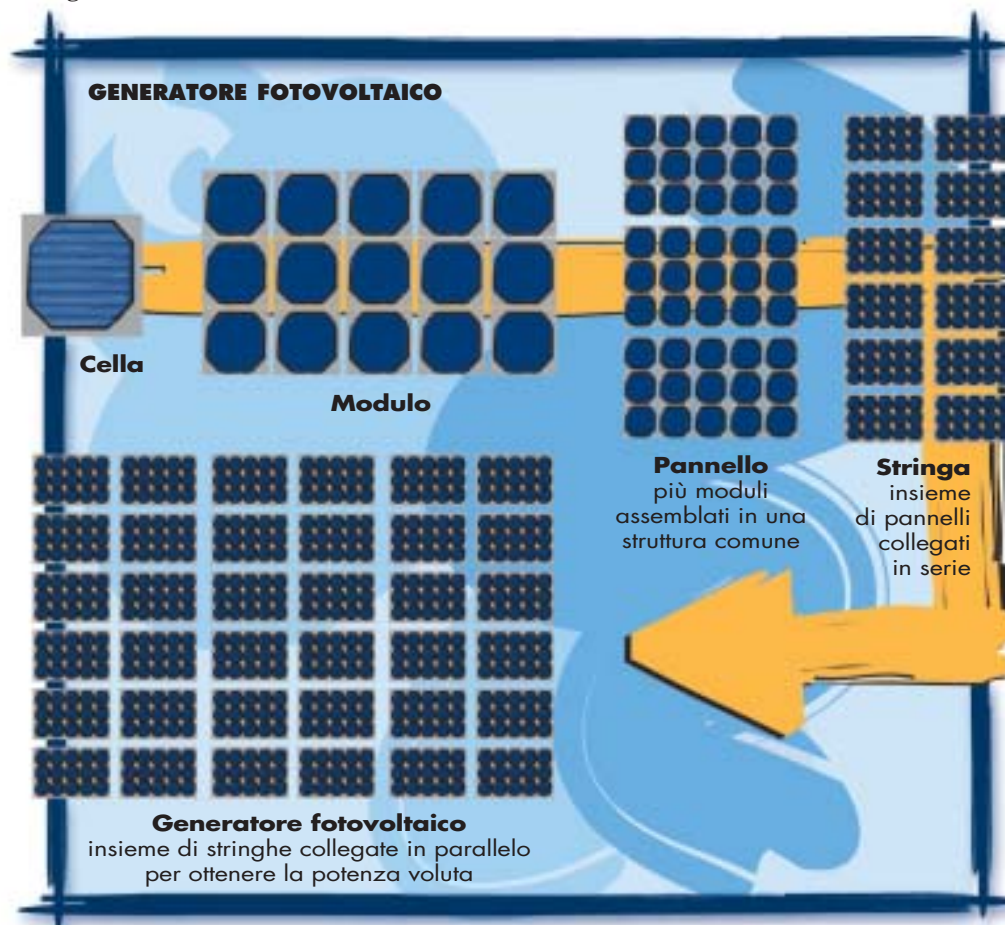 GENERATORE FOTOVOLTAICO
Cella
Modulo
Pannello
più moduli
assemblati in una
struttura comune
Stringa
insieme
di pannelli
collegati
in serie
Generatore fotovoltaico
insieme di stringhe collegate in parallelo
per ottenere la potenza voluta